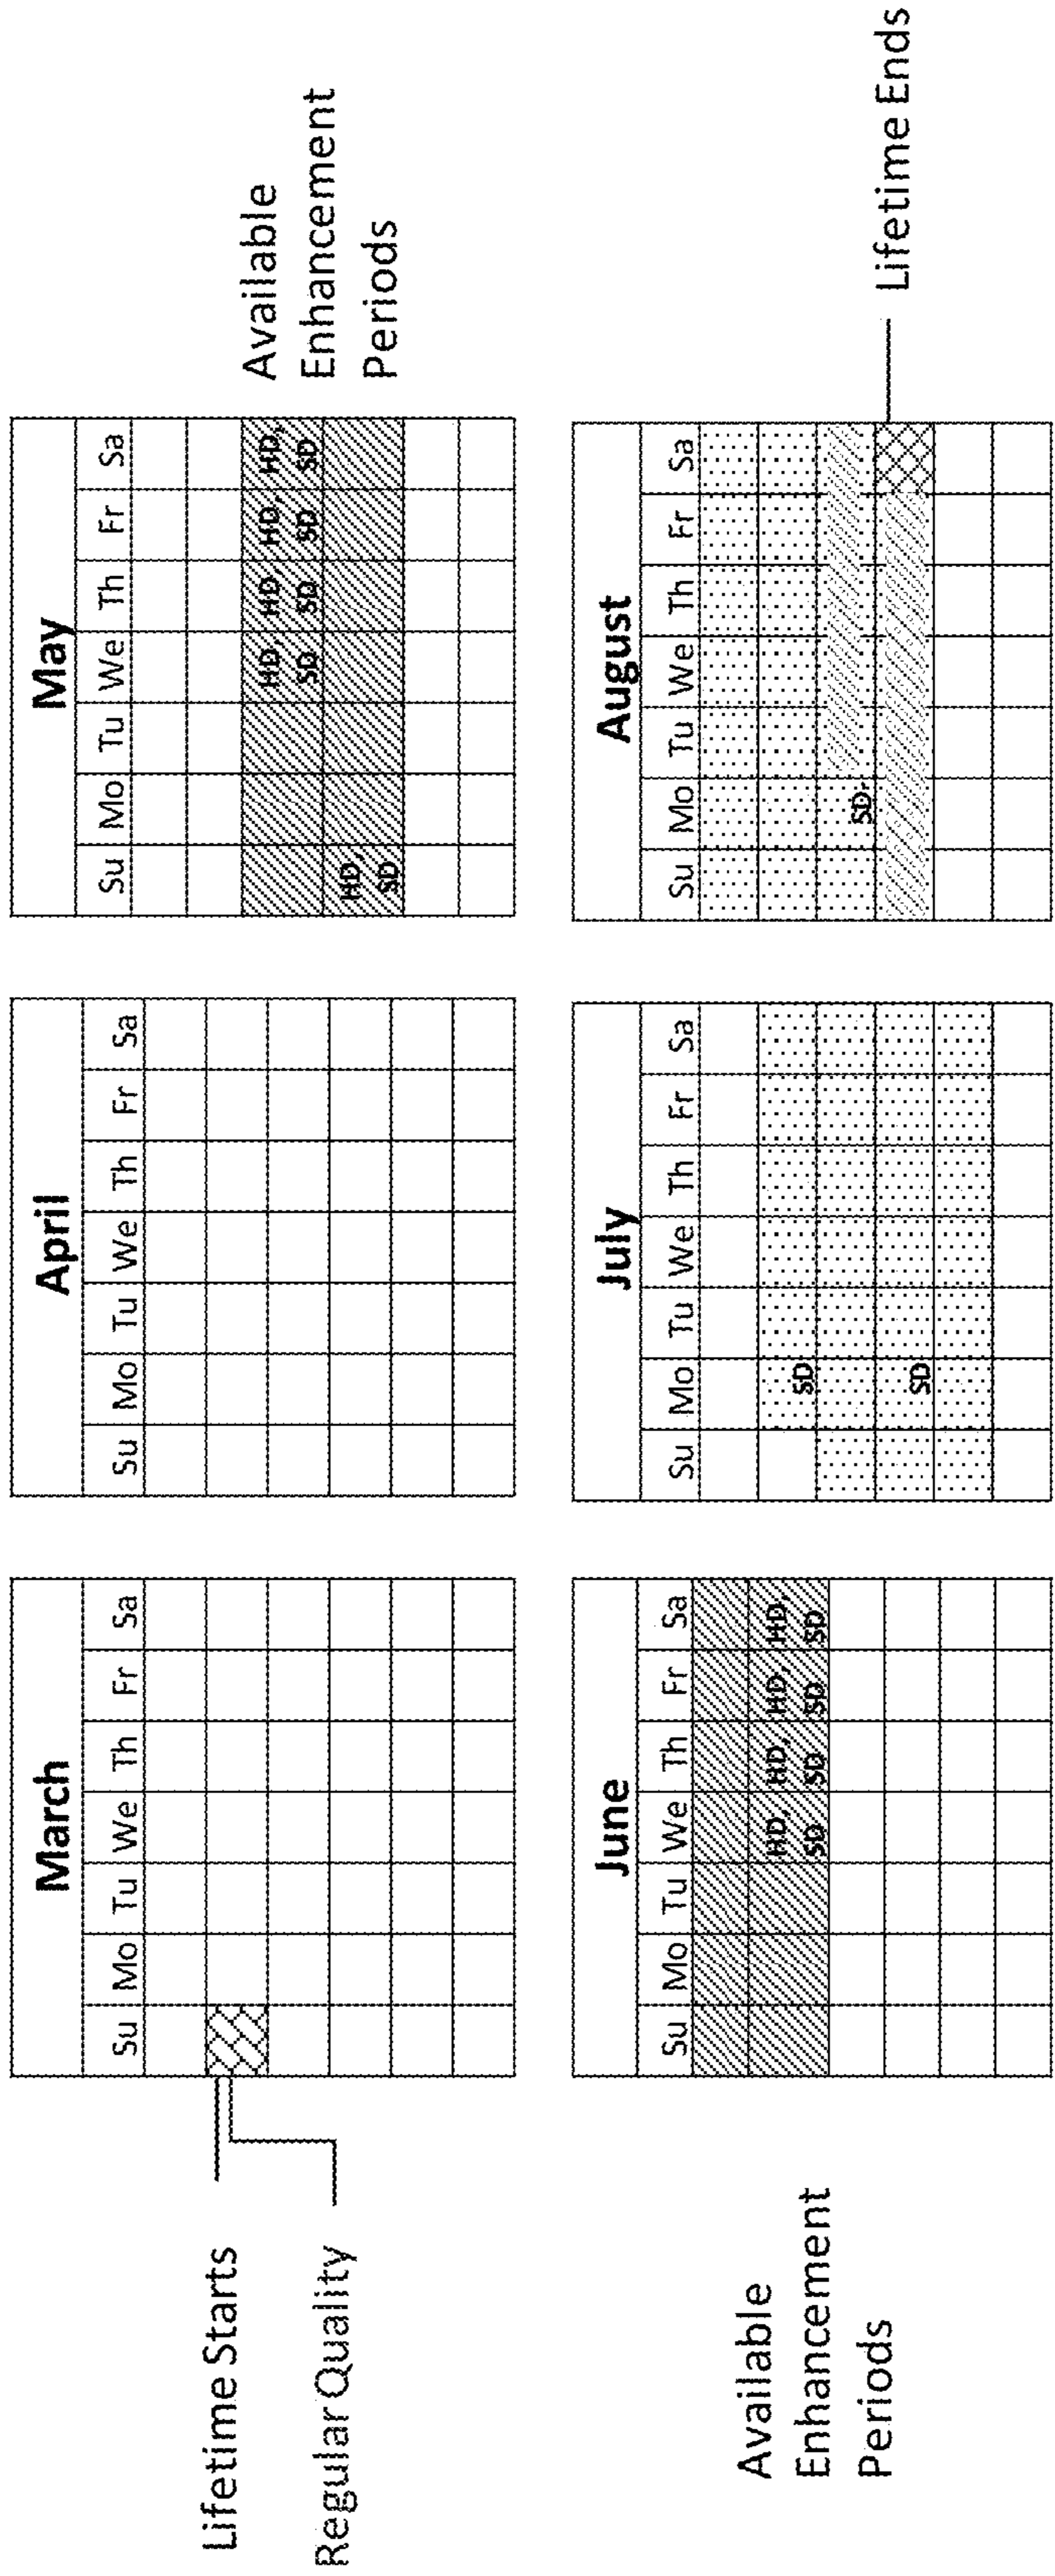 March
Su Mo Tu We Th Fr Sa
Lifetime Starts
Regular Quality
April
Su Mo Tu We Th Fr Sa
May
Su Mo Tu We Th Fr Sa
HD, HD, HD, HD,
SD SD SD SD
HD,
SD
Available
Enhancement
Periods
June
Su Mo Tu We Th Fr Sa
HD, HD, HD, HD,
SD SD SD SD
Available
Enhancement
Periods
July
Su Mo Tu We Th Fr Sa
SD
SD
August
Su Mo Tu We Th Fr Sa
SD,
Lifetime Ends